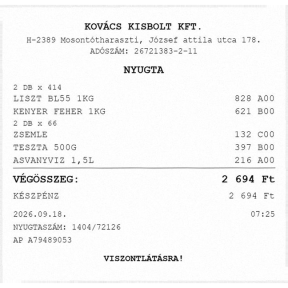 KOVÁCS KISBOLT KFT.
H-2389 Mosontótharaszti, József attila utca 178.
ADÓSZÁM: 26721383-2-11
NYUGTA
2 DB x 414
LISZT BL55 1KG 828 A00
KENYER FEHER 1KG 621 B00
2 DB x 66
ZSEMLE 132 C00
TESZTA 500G 397 B00
ASVANYVIZ 1,5L 216 A00
VÉGÖSSZEG: 2 694 Ft
KÉSZPÉNZ 2 694 Ft
2026.09.18. 07:25
NYUGTASZÁM: 1404/72126
AP A79489053
VISZONTLÁTÁSRA!